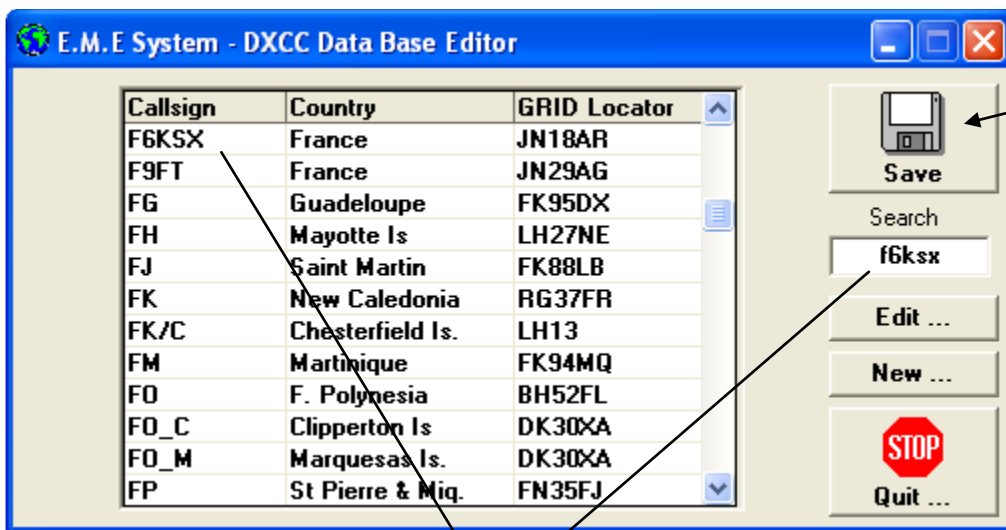 E.M.E System - DXCC Data Base Editor
Callsign Country GRID Locator
F6KSX France JN18AR
F9FT France JN29AG
FG Guadeloupe FK95DX
FH Mayotte Is LH27NE
FJ Saint Martin FK88LB
FK New Caledonia RG37FR
FK/C Chesterfield Is. LH13
FM Martinique FK94MQ
FO F. Polynesia BH52FL
FO_C Clipperton Is DK30XA
FO_M Marquesas Is. DK30XA
FP St Pierre & Miq. FN35FJ
Save
Search
f6ksx
Edit ...
New ...
STOP
Quit ...